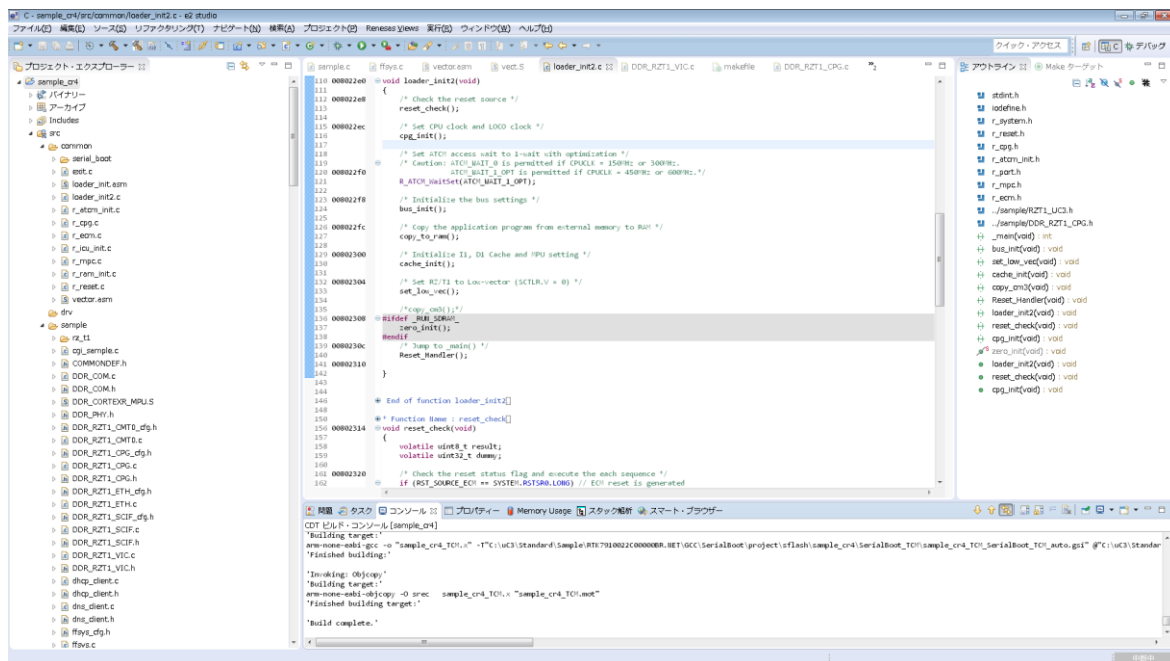 C - sample_cr4/src/common/loader_init2.c - e2 studio
ファイル(F) 編集(E) ソース(S) リファクタリング(T) ナビゲート(N) 検索(A) プロジェクト(P) Renesas Views 実行(R) ウィンドウ(W) ヘルプ(H)
クイック・アクセス
C
デバッグ
プロジェクト・エクスプローラー
sample_cr4
バイナリー
アーカイブ
Includes
src
common
serial_boot
exit.c
loader_init.asm
loader_init2.c
r_atcm_init.c
r_cpg.c
r_ecm.c
r_icu_init.c
r_mpc.c
r_ram_init.c
r_reset.c
vector.asm
drv
sample
rz_t1
cgi_sample.c
COMMONDEF.h
DDR_COM.c
DDR_COM.h
DDR_CORTEXR_MPU.S
DDR_PHY.h
DDR_RZT1_CMT0_cfg.h
DDR_RZT1_CMT0.c
DDR_RZT1_CPG_cfg.h
DDR_RZT1_CPG.c
DDR_RZT1_CPG.h
DDR_RZT1_ETH_cfg.h
DDR_RZT1_ETH.c
DDR_RZT1_SCIF_cfg.h
DDR_RZT1_SCIF.c
DDR_RZT1_SCIF.h
DDR_RZT1_VIC.c
DDR_RZT1_VIC.h
dhcp_client.c
dhcp_client.h
dns_client.c
dns_client.h
ffsys_cfg.h
ffsys.c
sample.c ffsys.c vector.asm vect.S loader_init2.c DDR_RZT1_VIC.c makefile DDR_RZT1_CPG.c
110 008022e0 void loader_init2(void)
111 {
112 008022e8 /* Check the reset source */
113 reset_check();
114
115 008022ec /* Set CPU clock and LOCO clock */
116 cpg_init();
117
118 /* Set ATCM access wait to 1-wait with optimization */
119 /* Caution: ATCM_WAIT_0 is permitted if CPUCLK = 150MHz or 300MHz.
120 008022f0 ATCM_WAIT_1_OPT is permitted if CPUCLK = 450MHz or 600MHz.*/
121 R_ATCM_WaitSet(ATCM_WAIT_1_OPT);
122
123 008022f8 /* Initialize the bus settings */
124 bus_init();
125
126 008022fc /* Copy the application program from external memory to RAM */
127 copy_to_ram();
128
129 00802300 /* Initialize I1, D1 Cache and MPU setting */
130 cache_init();
131
132 00802304 /* Set RZ/T1 to Low-vector (SCTLR.V = 0) */
133 set_low_vec();
134
135 /*copy_cm3();*/
136 00802308 #ifdef _RUN_SDRAM_
137 zero_init();
138 #endif
139 0080230c /* Jump to _main() */
140 Reset_Handler();
141 00802310
142 }
143
144
146 End of function loader_init2
148
150 * Function Name : reset_check
156 00802314 void reset_check(void)
157 {
158 volatile uint8_t result;
159 volatile uint32_t dummy;
160
161 00802320 /* Check the reset status flag and execute the each sequence */
162 if (RST_SOURCE_ECM == SYSTEM.RSTSR0.LONG) // ECM reset is generated
アウトライン Make ターゲット
stdint.h
iodefine.h
r_system.h
r_reset.h
r_cpg.h
r_atcm_init.h
r_port.h
r_mpc.h
r_ecm.h
../sample/RZT1_UC3.h
../sample/DDR_RZT1_CPG.h
_main(void) : int
bus_init(void) : void
set_low_vec(void) : void
cache_init(void) : void
copy_cm3(void) : void
Reset_Handler(void) : void
loader_init2(void) : void
reset_check(void) : void
cpg_init(void) : void
zero_init(void) : void
loader_init2(void) : void
reset_check(void) : void
cpg_init(void) : void
問題 タスク コンソール プロパティー Memory Usage スタック解析 スマート・ブラウザー
CDT ビルド・コンソール [sample_cr4]
'Building target:'
arm-none-eabi-gcc -o "sample_cr4_TCM.x" -T"C:\uC3\Standard\Sample\RTK7910022C00000BR.NET\GCC\SerialBoot\project\sflash\sample_cr4\SerialBoot_TCM\sample_cr4_TCM_SerialBoot_TCM_auto.gsi" @"C:\uC3\Standar
'Finished building:'
'Invoking: Objcopy'
'Building target:'
arm-none-eabi-objcopy -O srec sample_cr4_TCM.x "sample_cr4_TCM.mot"
'Finished building target:'
'Build complete.'